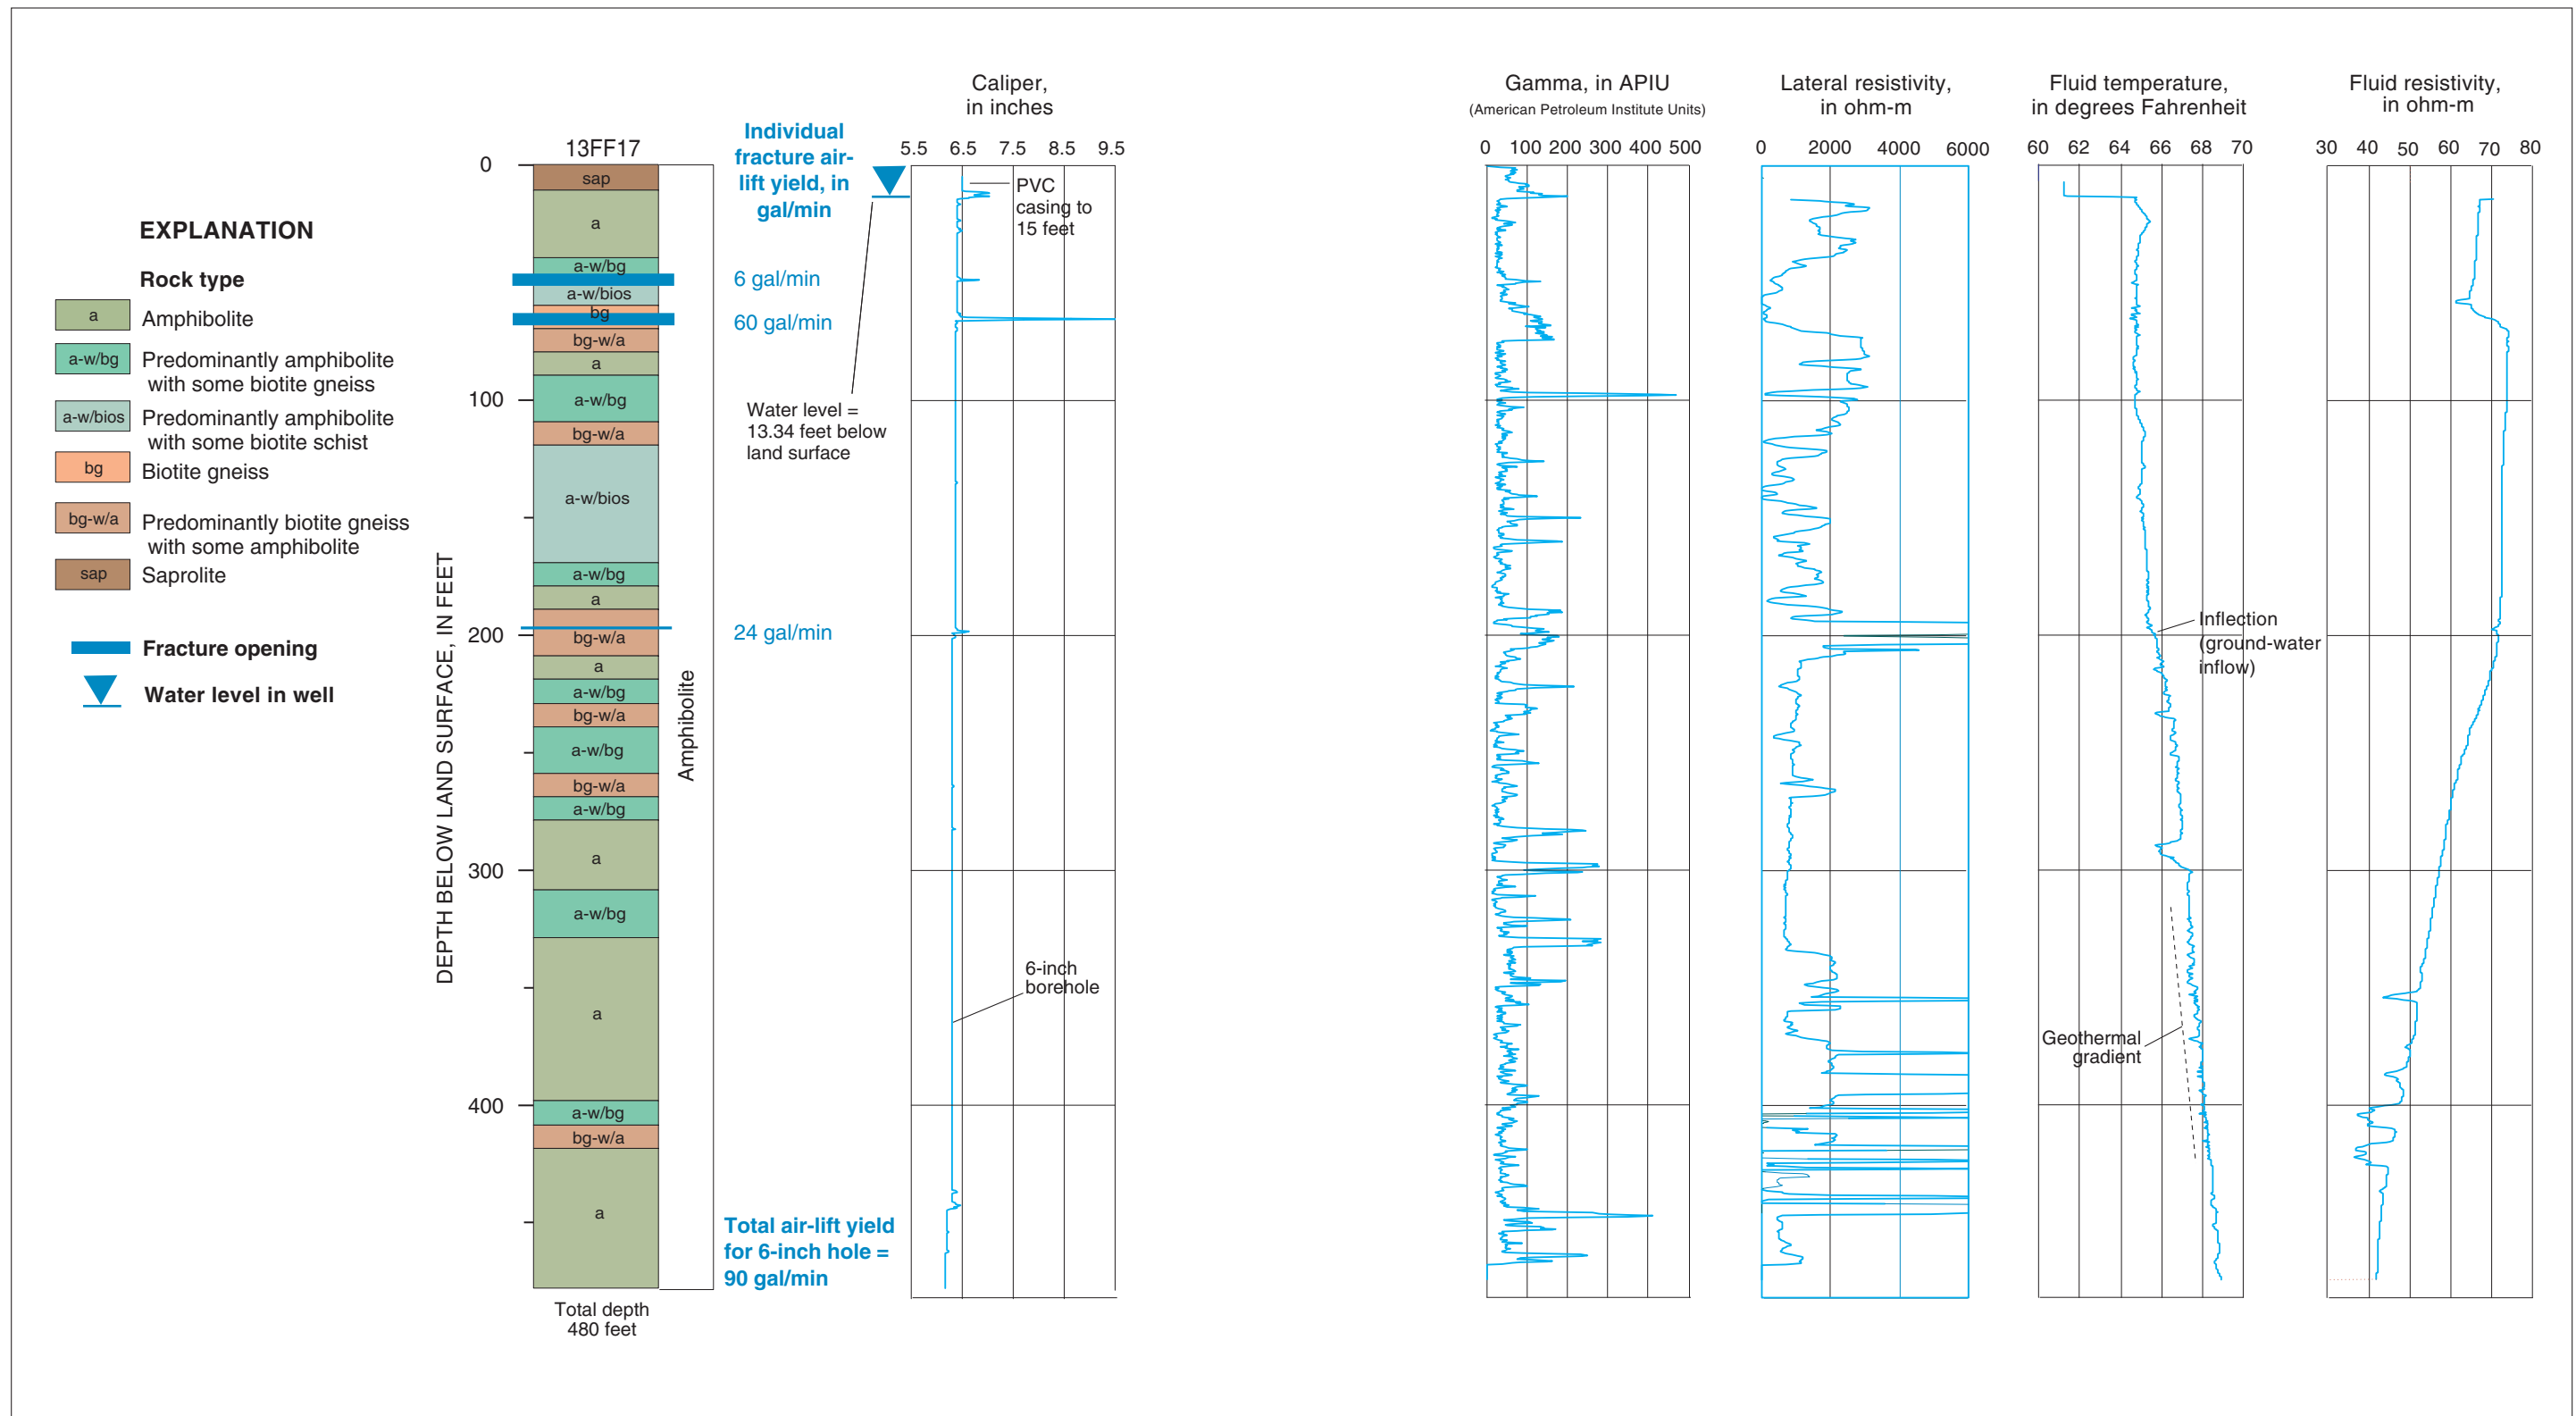 EXPLANATION
Rock type
a
Amphibolite
a-w/bg
Predominantly amphibolite
with some biotite gneiss
a-w/bios
Predominantly amphibolite
with some biotite schist
bg
Biotite gneiss
bg-w/a
Predominantly biotite gneiss
with some amphibolite
sap
Saprolite
Fracture opening
Water level in well
DEPTH BELOW LAND SURFACE, IN FEET
0
100
200
300
400
13FF17
sap
a
a-w/bg
a-w/bios
bg
bg-w/a
a
a-w/bg
bg-w/a
a-w/bios
a-w/bg
a
bg-w/a
a
a-w/bg
bg-w/a
a-w/bg
bg-w/a
a-w/bg
a
a-w/bg
a
a-w/bg
bg-w/a
a
Total depth
480 feet
Amphibolite
Individual
fracture air-
lift yield, in
gal/min
6 gal/min
60 gal/min
24 gal/min
Water level =
13.34 feet below
land surface
Total air-lift yield
for 6-inch hole =
90 gal/min
Caliper,
in inches
5.5 6.5 7.5 8.5 9.5
PVC
casing to
15 feet
6-inch
borehole
Gamma, in APIU
(American Petroleum Institute Units)
0 100 200 300 400 500
Lateral resistivity,
in ohm-m
0 2000 4000 6000
Fluid temperature,
in degrees Fahrenheit
60 62 64 66 68 70
Inflection
(ground-water
inflow)
Geothermal
gradient
Fluid resistivity,
in ohm-m
30 40 50 60 70 80